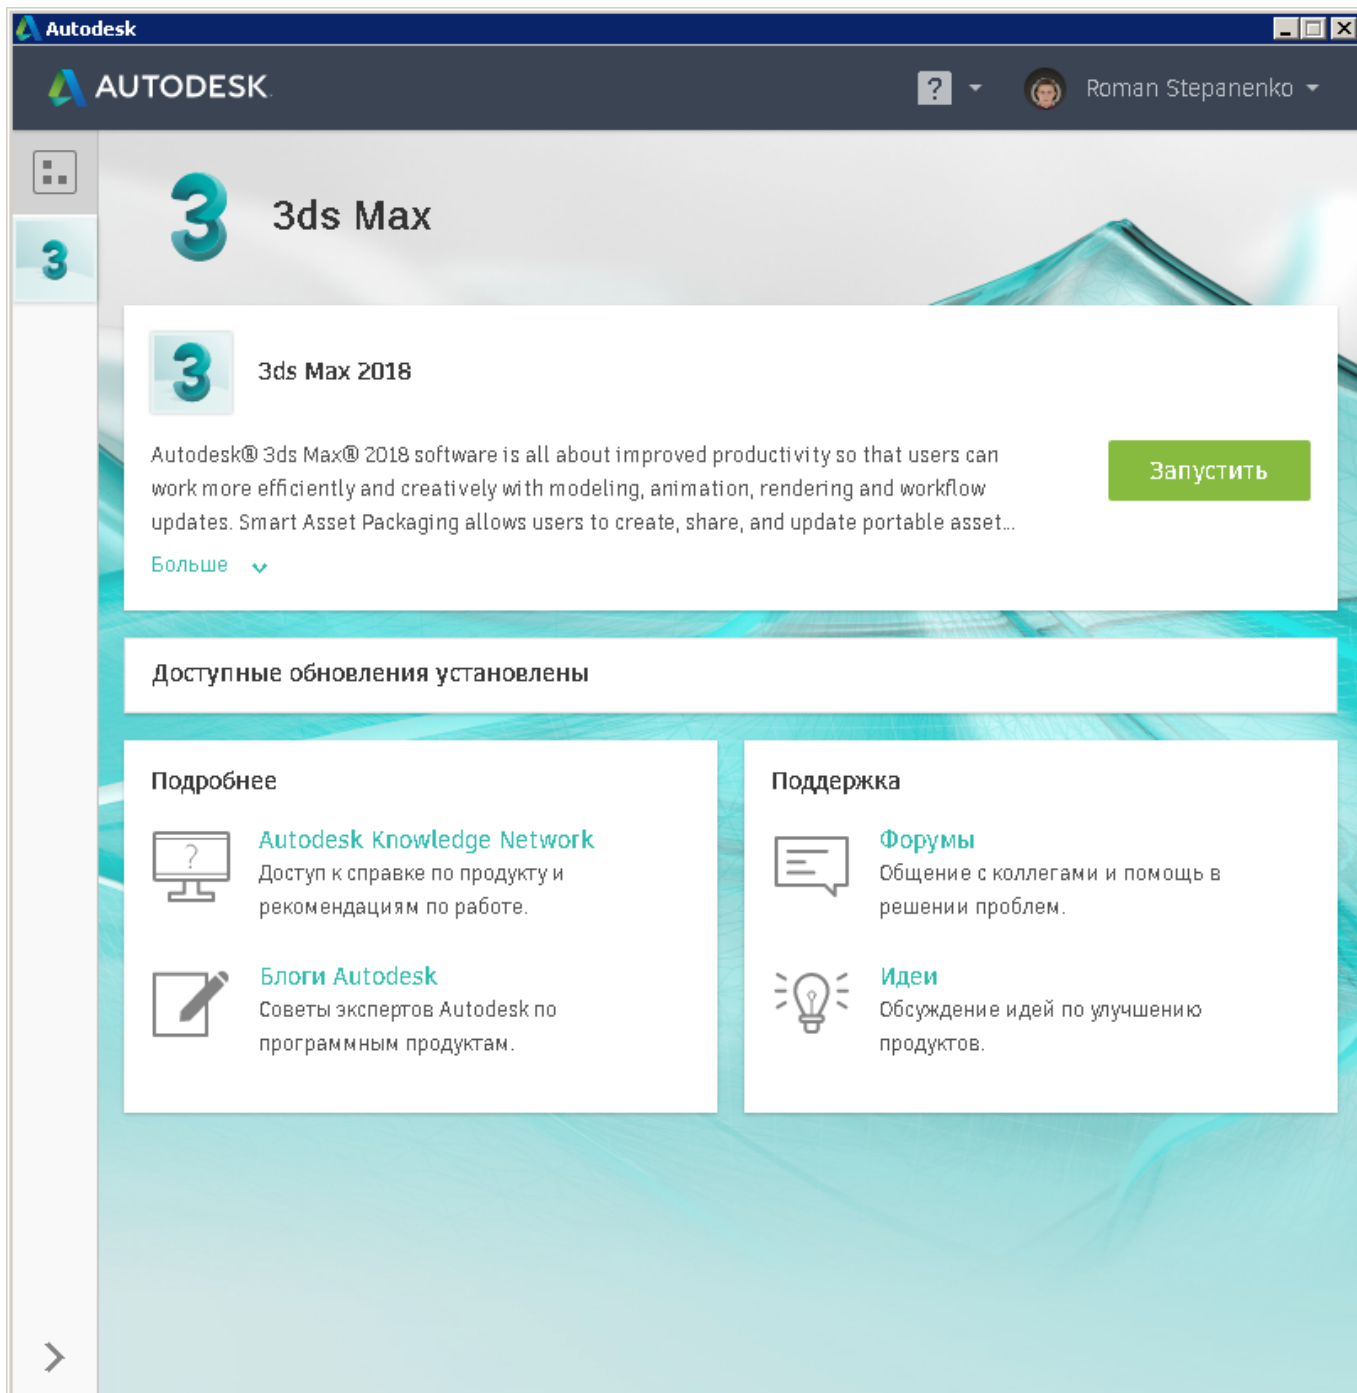 Autodesk
AUTODESK.
?
Roman Stepanenko
3
3ds Max
3
3
3ds Max 2018
Autodesk® 3ds Max® 2018 software is all about improved productivity so that users can
work more efficiently and creatively with modeling, animation, rendering and workflow
updates. Smart Asset Packaging allows users to create, share, and update portable asset...
Запустить
Больше
Доступные обновления установлены
Подробнее
?
Autodesk Knowledge Network
Доступ к справке по продукту и
рекомендациям по работе.
Блоги Autodesk
Советы экспертов Autodesk по
программным продуктам.
Поддержка
Форумы
Общение с коллегами и помощь в
решении проблем.
Идеи
Обсуждение идей по улучшению
продуктов.